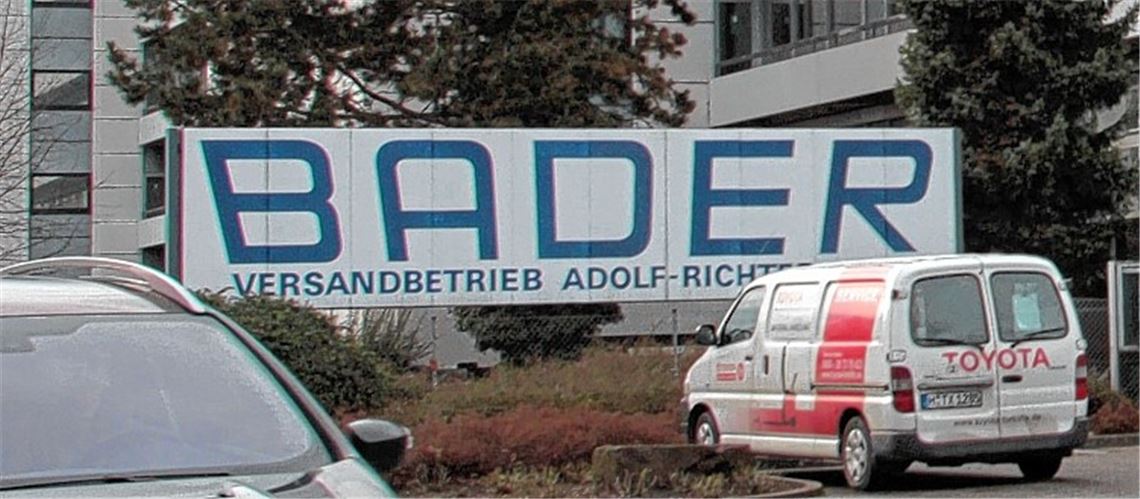 BADER
VERSANDBETRIEB ADOLF-RICHTE
SERVICE
TOYOTA